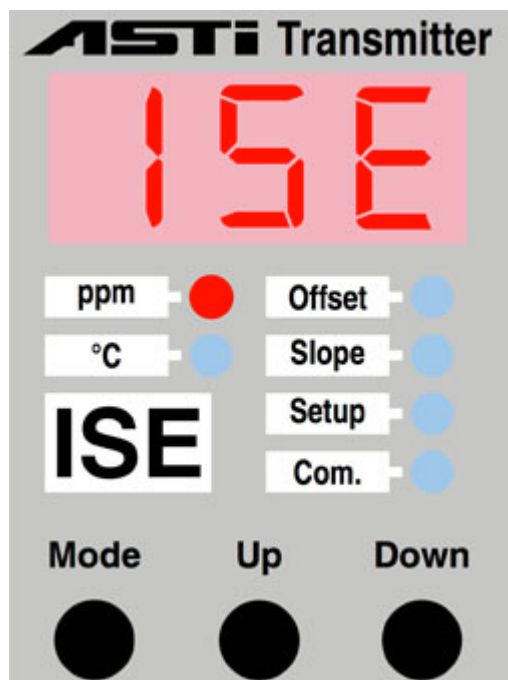 ASTi Transmitter
ISE
ppm
Offset
°C
Slope
ISE
Setup
Com.
Mode Up Down